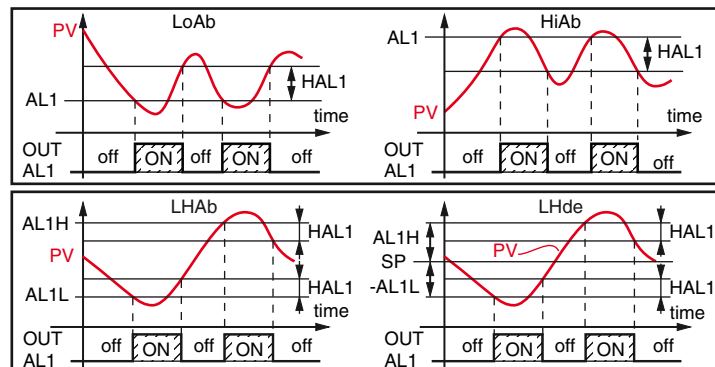 LoAb
PV
HAL1
AL1
time
OUT
AL1
off ON off ON off
HiAb
AL1
HAL1
PV
time
OUT
AL1
off ON off ON off
LHAb
AL1H
HAL1
PV
AL1L
HAL1
time
OUT
AL1
off ON off ON off
LHde
AL1H
HAL1
PV
SP
-AL1L
HAL1
time
OUT
AL1
off ON off ON off